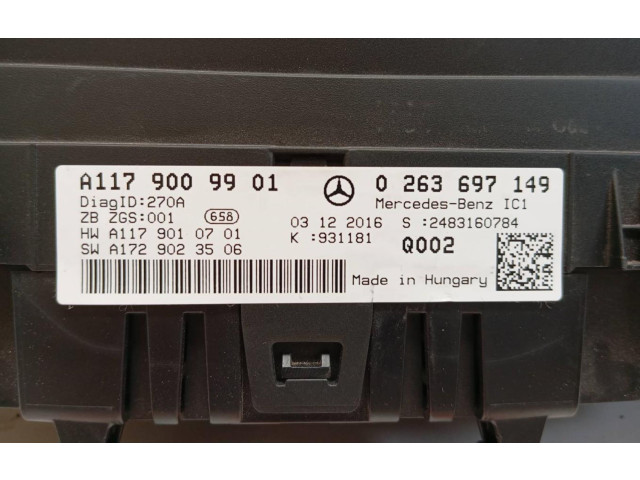 A117 900 99 01
0 263 697 149
DiagID:270A
Mercedes-Benz IC1
ZB ZGS:001
658
03 12 2016
S :2483160784
HW A117 901 07 01
K :931181
Q002
SW A172 902 35 06
Made in Hungary